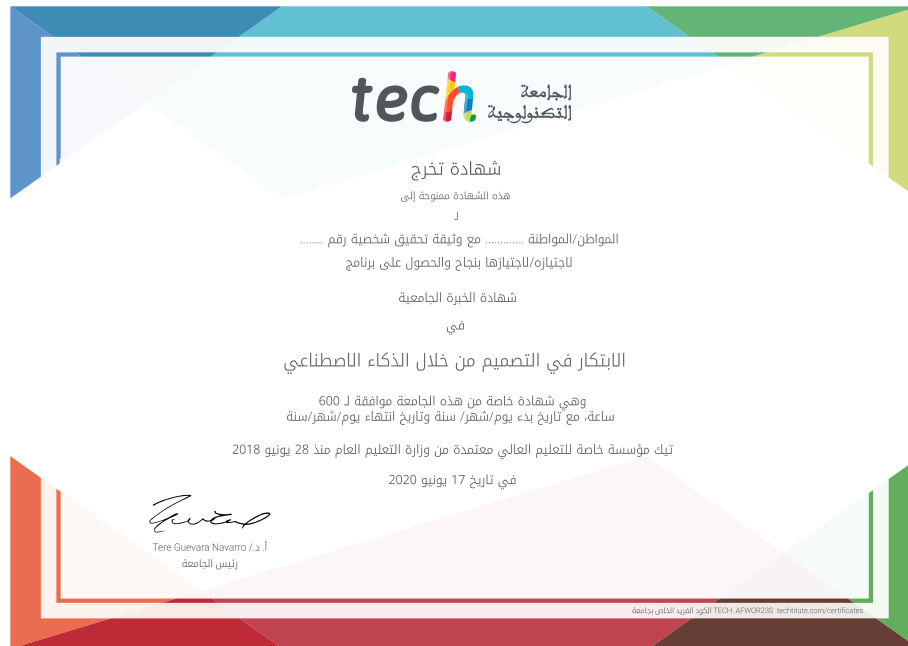 tech الجامعة
التكنولوجية
شهادة تخرج
هذه الشهادة ممنوحة إلى
لـ
المواطن/المواطنة ............ مع وثيقة تحقيق شخصية رقم ........
لاجتيازه/لاجتيازها بنجاح والحصول على برنامج
شهادة الخبرة الجامعية
في
الابتكار في التصميم من خلال الذكاء الاصطناعي
وهي شهادة خاصة من هذه الجامعة موافقة لـ 600
ساعة، مع تاريخ بدء يوم/شهر/ سنة وتاريخ انتهاء يوم/شهر/سنة
تيك مؤسسة خاصة للتعليم العالي معتمدة من وزارة التعليم العام منذ 28 يونيو 2018
في تاريخ 17 يونيو 2020
أ. د./ Tere Guevara Navarro
رئيس الجامعة
الكود الفريد الخاص بجامعة TECH: AFWOR23S techtitute.com/certificates